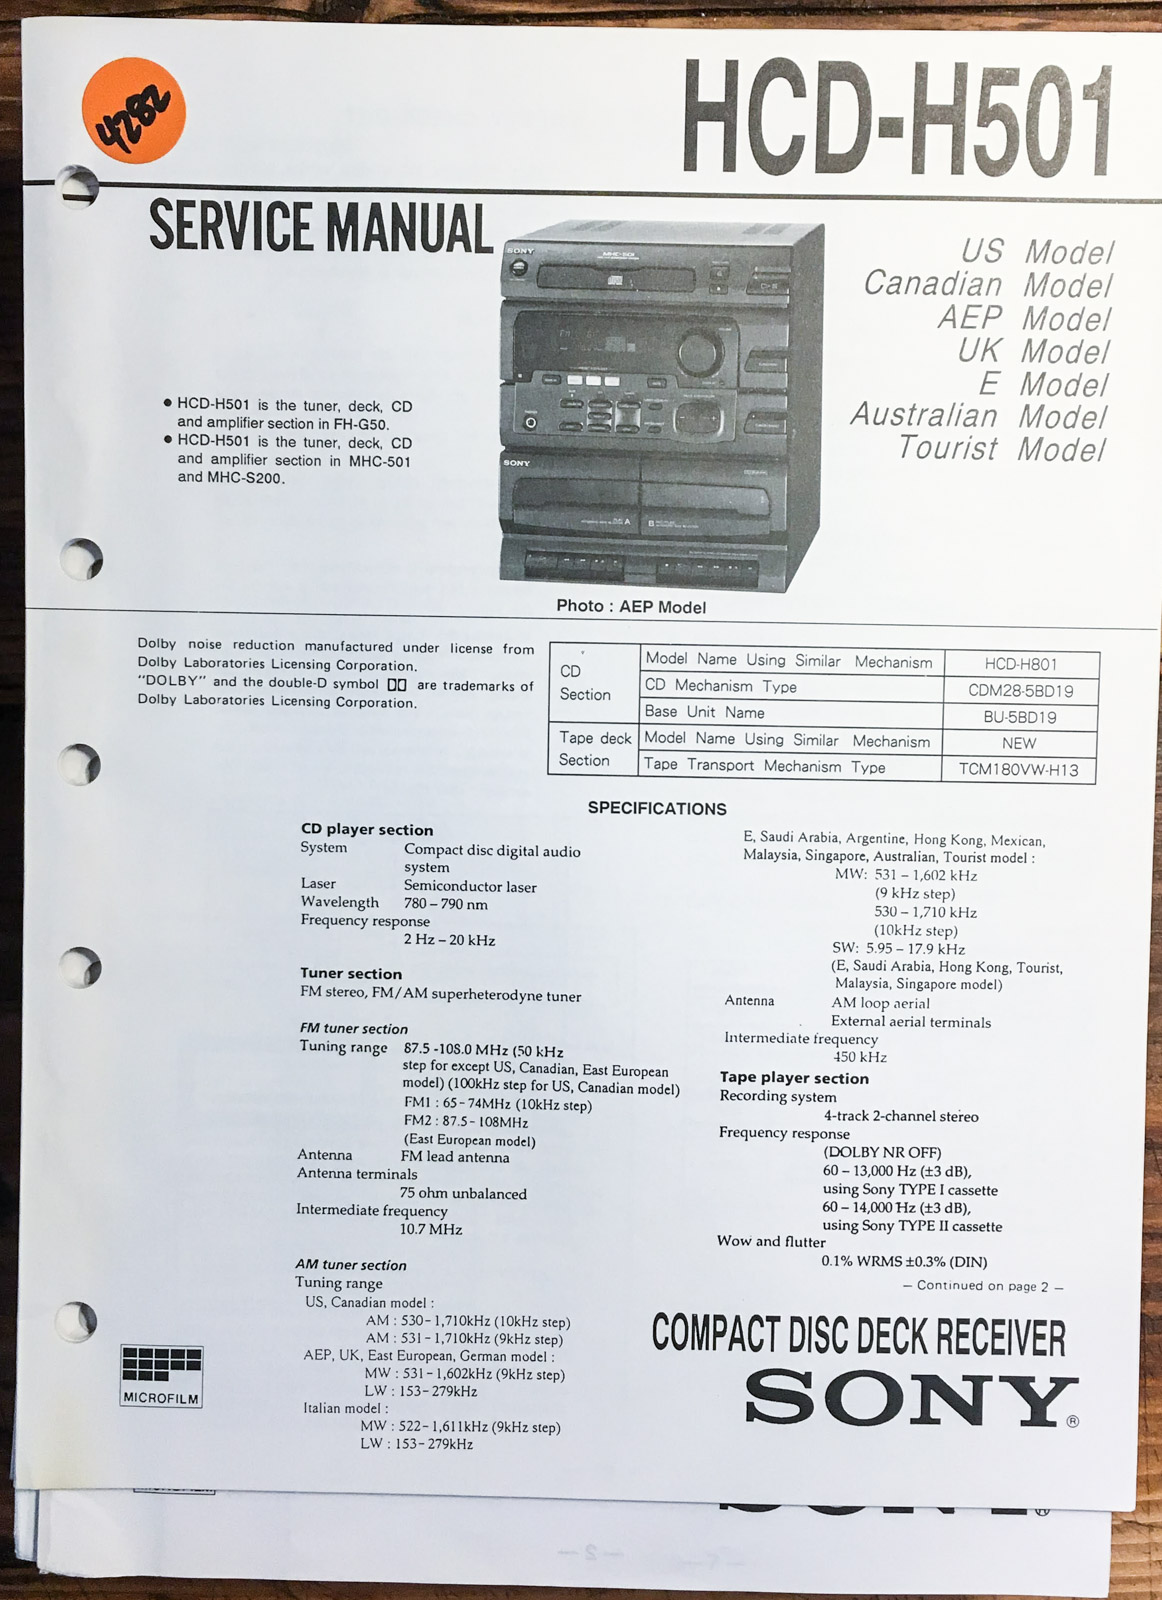 4282
HCD-H501
SERVICE MANUAL
US Model
Canadian Model
AEP Model
UK Model
E Model
Australian Model
Tourist Model
● HCD-H501 is the tuner, deck, CD
and amplifier section in FH-G50.
● HCD-H501 is the tuner, deck, CD
and amplifier section in MHC-501
and MHC-S200.
SONY
MHC-501
SONY
A
B
Photo : AEP Model
Dolby noise reduction manufactured under license from
Dolby Laboratories Licensing Corporation.
"DOLBY" and the double-D symbol are trademarks of
Dolby Laboratories Licensing Corporation.
CD Section
Model Name Using Similar Mechanism HCD-H801
CD Mechanism Type CDM28-5BD19
Base Unit Name BU-5BD19
Tape deck Section
Model Name Using Similar Mechanism NEW
Tape Transport Mechanism Type TCM180VW-H13
SPECIFICATIONS
CD player section
System Compact disc digital audio
system
Laser Semiconductor laser
Wavelength 780 – 790 nm
Frequency response
2 Hz – 20 kHz
Tuner section
FM stereo, FM/AM superheterodyne tuner
FM tuner section
Tuning range 87.5 -108.0 MHz (50 kHz
step for except US, Canadian, East European
model) (100kHz step for US, Canadian model)
FM1 : 65 – 74MHz (10kHz step)
FM2 : 87.5 – 108MHz
(East European model)
Antenna FM lead antenna
Antenna terminals
75 ohm unbalanced
Intermediate frequency
10.7 MHz
AM tuner section
Tuning range
US, Canadian model :
AM : 530 – 1,710kHz (10kHz step)
AM : 531 – 1,710kHz (9kHz step)
AEP, UK, East European, German model :
MW : 531 – 1,602kHz (9kHz step)
LW : 153 – 279kHz
Italian model :
MW : 522 – 1,611kHz (9kHz step)
LW : 153 – 279kHz
E, Saudi Arabia, Argentine, Hong Kong, Mexican,
Malaysia, Singapore, Australian, Tourist model :
MW: 531 – 1,602 kHz
(9 kHz step)
530 – 1,710 kHz
(10kHz step)
SW: 5.95 – 17.9 kHz
(E, Saudi Arabia, Hong Kong, Tourist,
Malaysia, Singapore model)
Antenna AM loop aerial
External aerial terminals
Intermediate frequency
450 kHz
Tape player section
Recording system
4-track 2-channel stereo
Frequency response
(DOLBY NR OFF)
60 – 13,000 Hz (±3 dB),
using Sony TYPE I cassette
60 – 14,000 Hz (±3 dB),
using Sony TYPE II cassette
Wow and flutter
0.1% WRMS ±0.3% (DIN)
— Continued on page 2 —
MICROFILM
COMPACT DISC DECK RECEIVER
SONY®
MICROFILM
SONY®